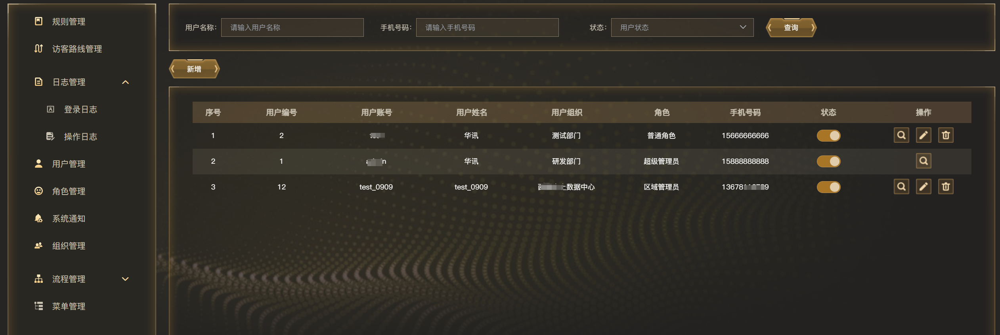 规则管理
访客路线管理
日志管理
登录日志
操作日志
用户管理
角色管理
系统通知
组织管理
流程管理
菜单管理
用户名称： 请输入用户名称 手机号码： 请输入手机号码 状态： 用户状态 查询
新增
序号 用户编号 用户账号 用户姓名 用户组织 角色 手机号码 状态 操作
1 2 华讯 测试部门 普通角色 15666666666
2 1 华讯 研发部门 超级管理员 15888888888
3 12 test_0909 test_0909 数据中心 区域管理员